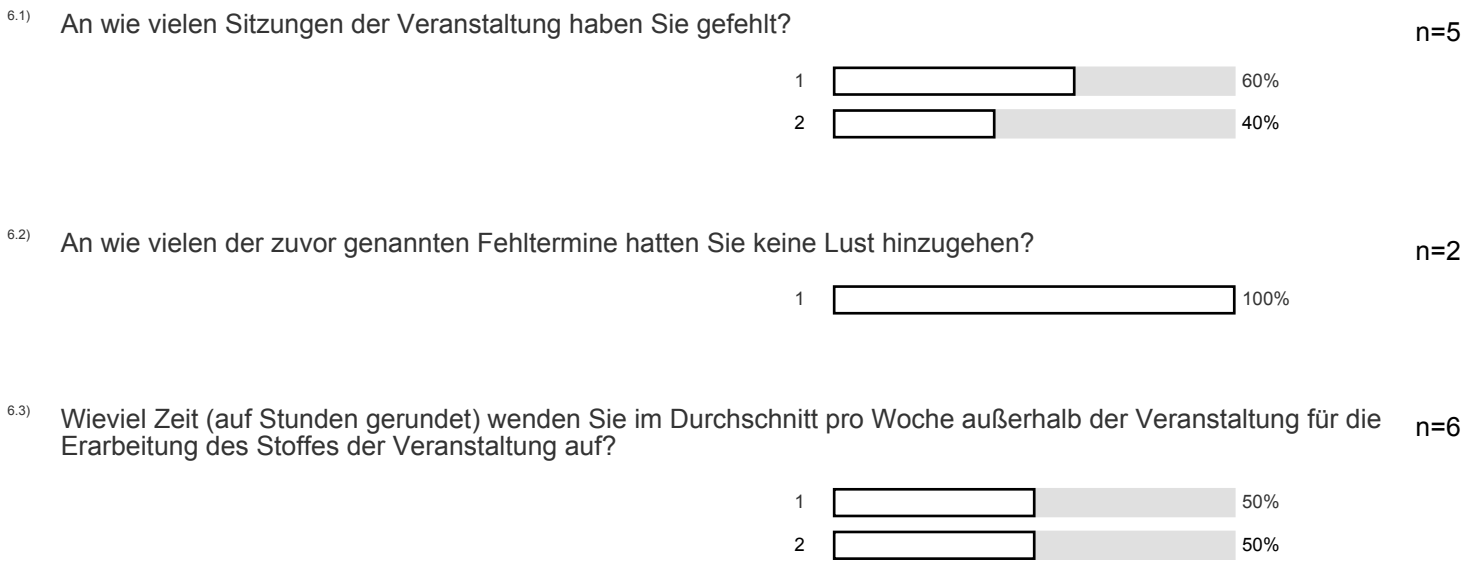 6.1) An wie vielen Sitzungen der Veranstaltung haben Sie gefehlt? n=5
1 60%
2 40%
6.2) An wie vielen der zuvor genannten Fehltermine hatten Sie keine Lust hinzugehen? n=2
1 100%
6.3) Wieviel Zeit (auf Stunden gerundet) wenden Sie im Durchschnitt pro Woche außerhalb der Veranstaltung für die n=6
Erarbeitung des Stoffes der Veranstaltung auf?
1 50%
2 50%